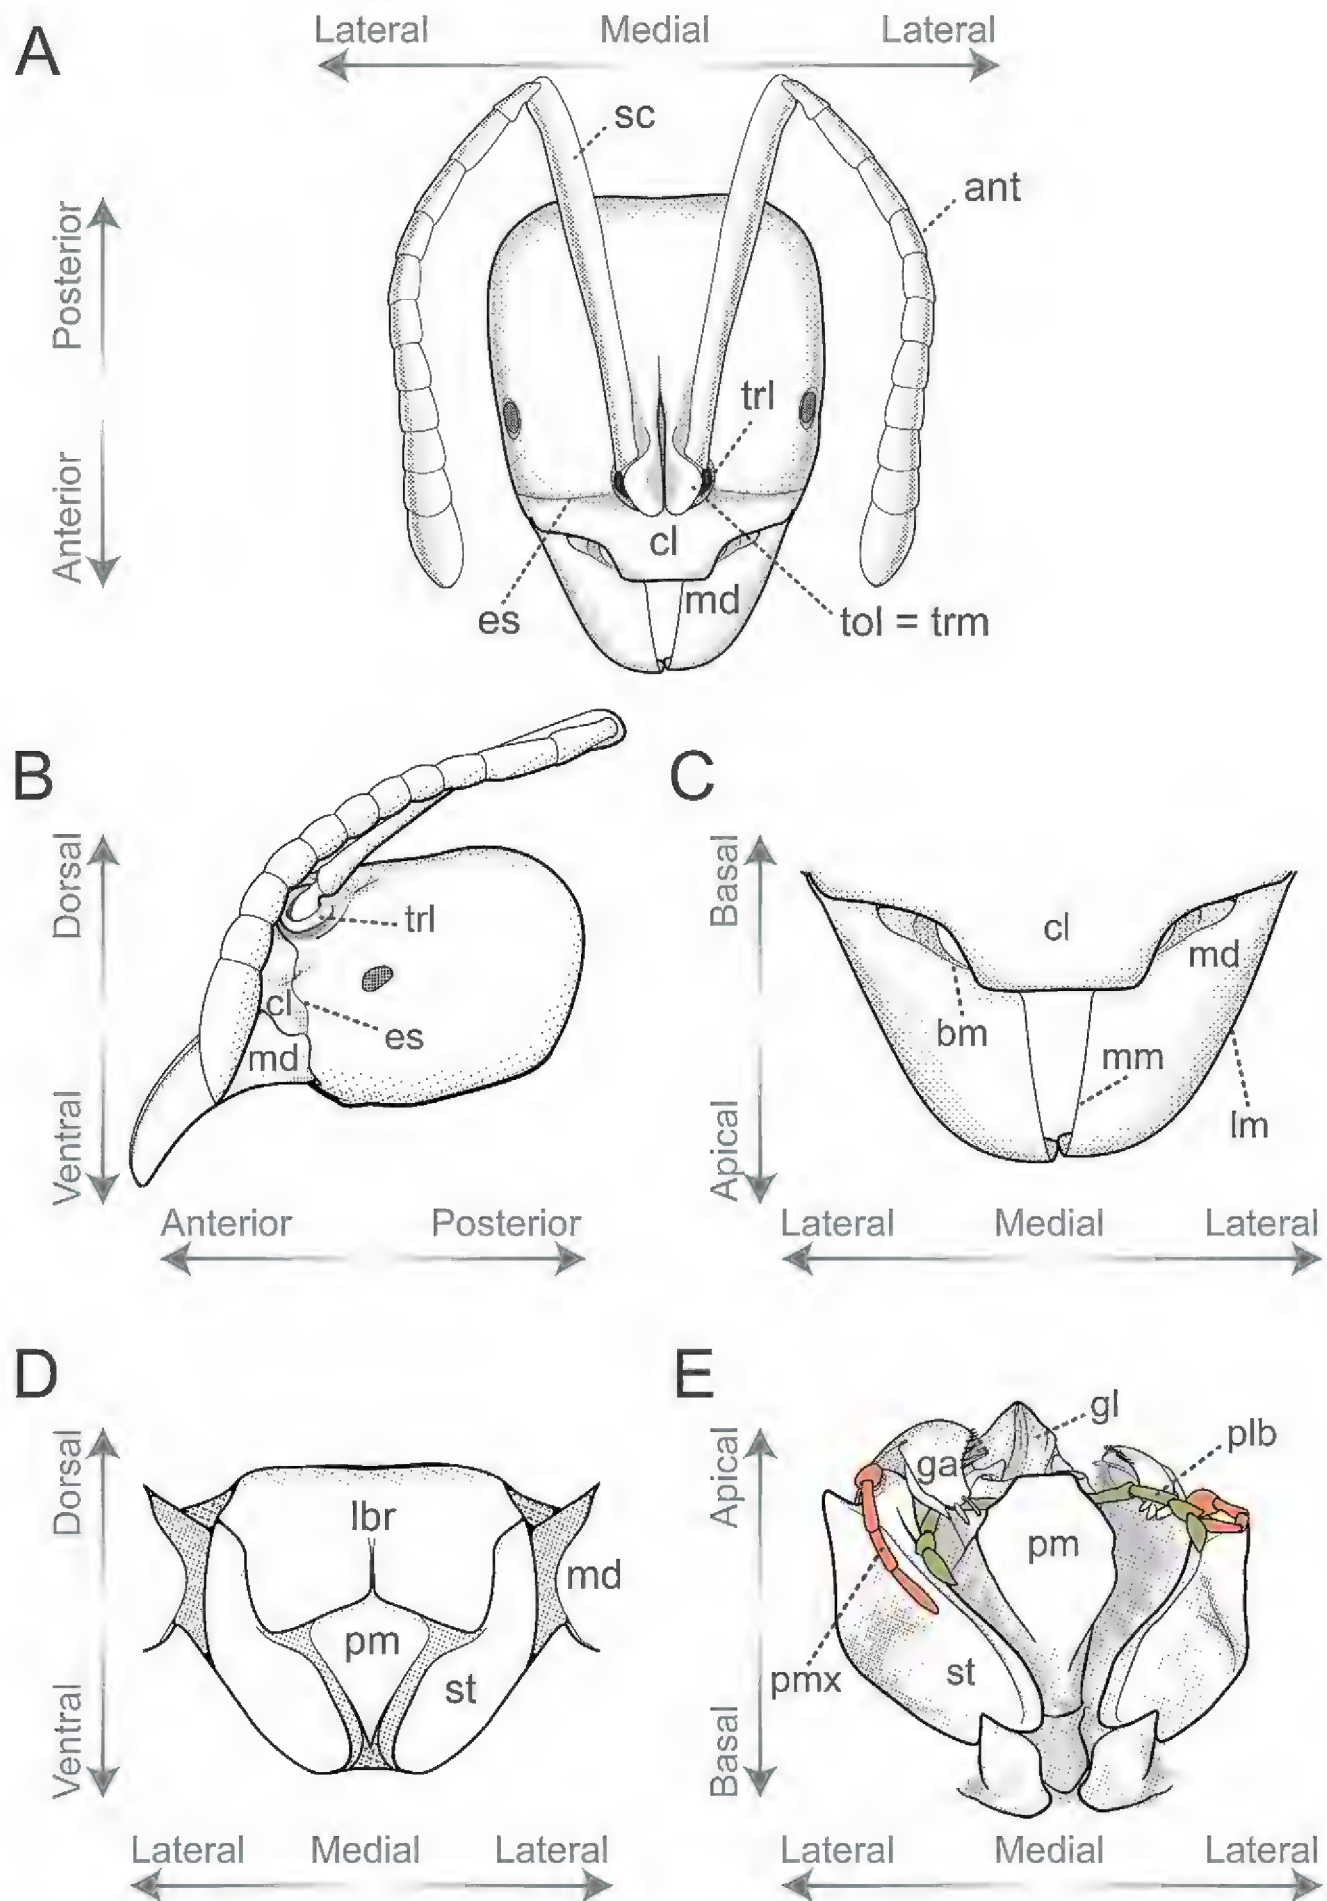 A
Lateral Medial Lateral
sc
ant
Posterior
Anterior
trl
cl
md
es
tol = trm
B
Dorsal
Ventral
trl
cl
es
md
Anterior Posterior
C
Basal
Apical
cl
md
bm
mm
lm
Lateral Medial Lateral
D
Dorsal
Ventral
lbr
md
pm
st
Lateral Medial Lateral
E
Apical
Basal
gl
plb
ga
pm
pmx
st
Lateral Medial Lateral